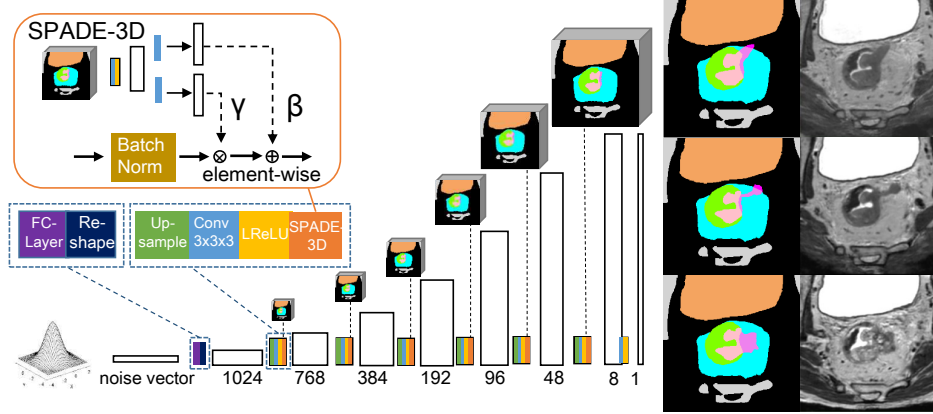 SPADE-3D
γ
β
Batch
Norm
element-wise
FC-
Layer
Re-
shape
Up-
sample
Conv
3x3x3
LReLU
SPADE-
3D
noise vector
1024
768
384
192
96
48
8
1